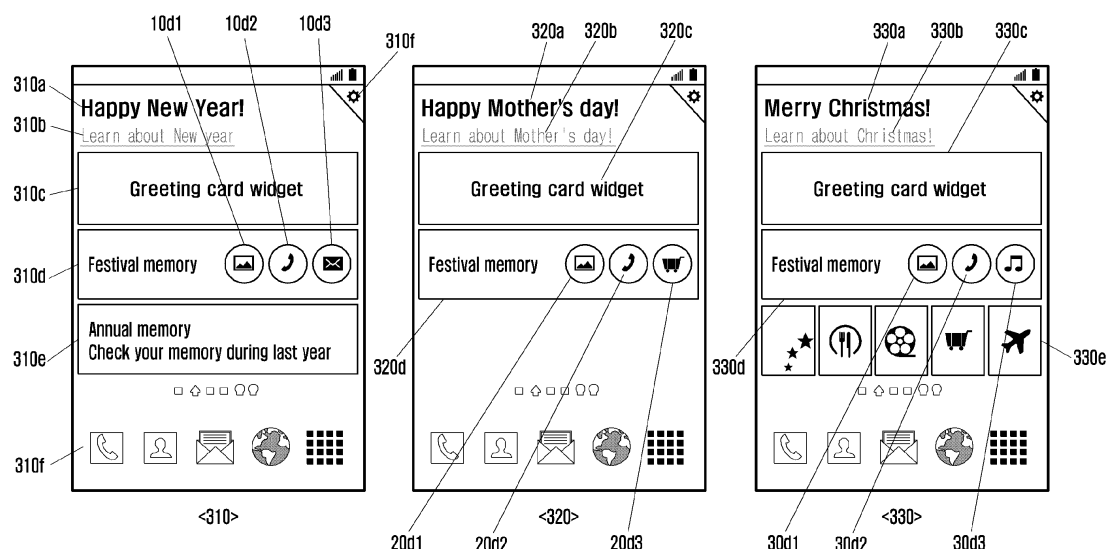 10d1 10d2 10d3 310f 320a 320b 320c 330a 330b 330c
310a Happy New Year!
310b Learn about New year
310c Greeting card widget
310d Festival memory
310e Annual memory
Check your memory during last year
310f
<310>
Happy Mother's day!
Learn about Mother's day!
Greeting card widget
Festival memory
320d
<320>
20d1 20d2 20d3
Merry Christmas!
Learn about Christmas!
Greeting card widget
Festival memory
330d 330e
<330>
30d1 30d2 30d3